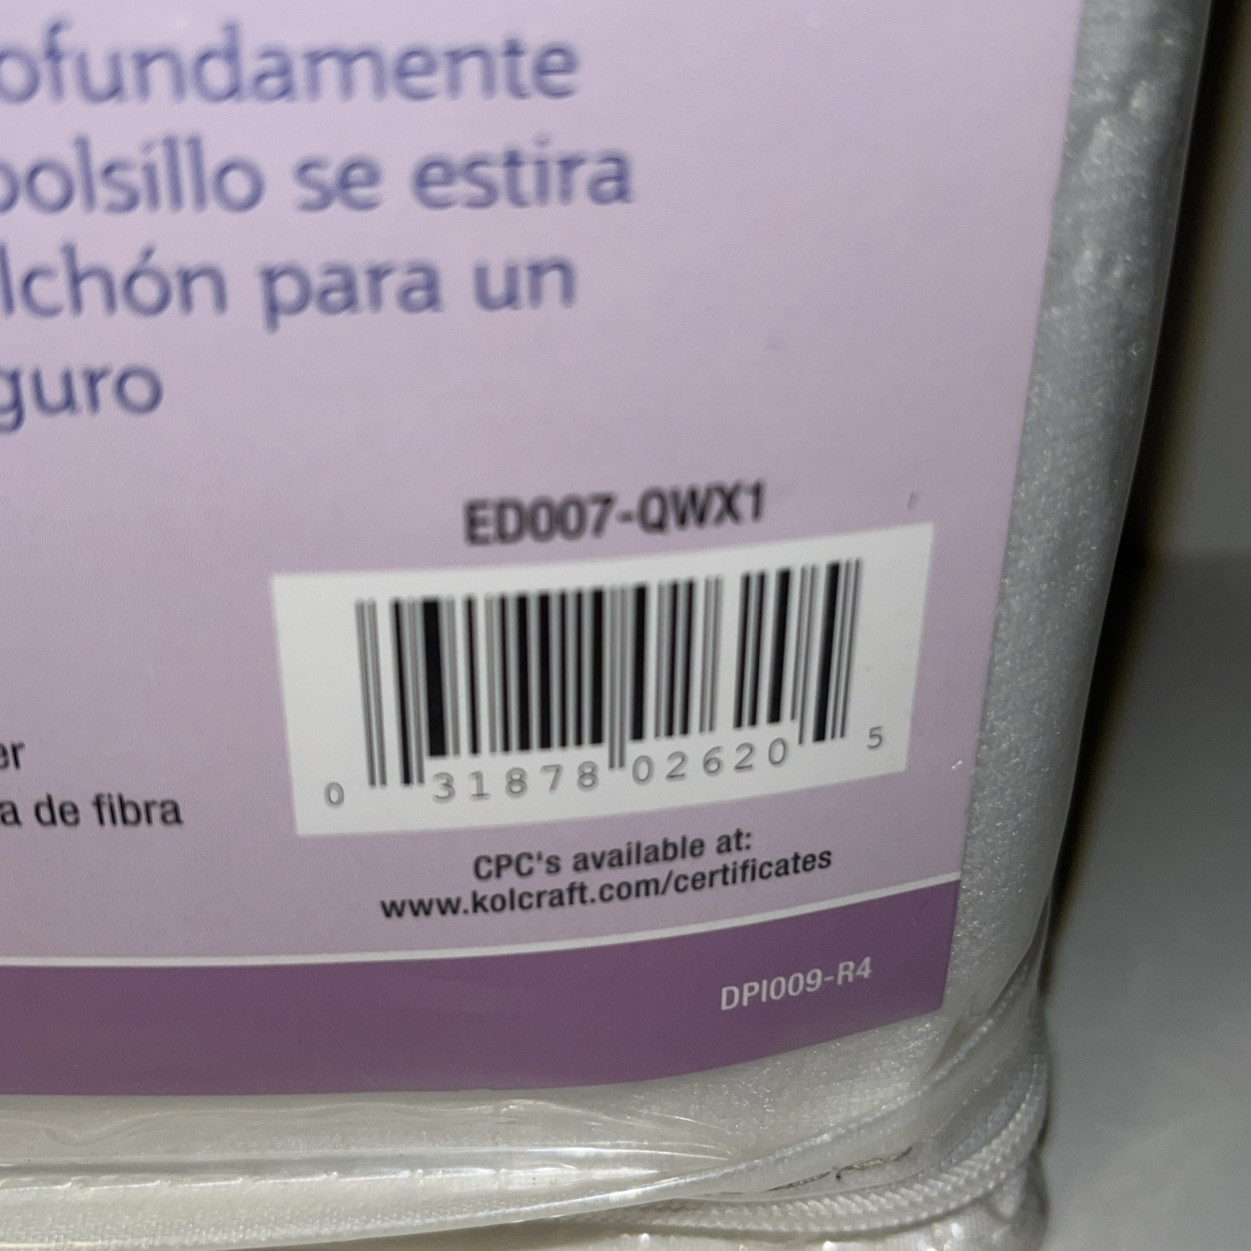 ofundamente
bolsillo se estira
lchón para un
guro
ED007-QWX1
er
a de fibra
0 31878 02620 5
CPC's available at:
www.kolcraft.com/certificates
DPI009-R4